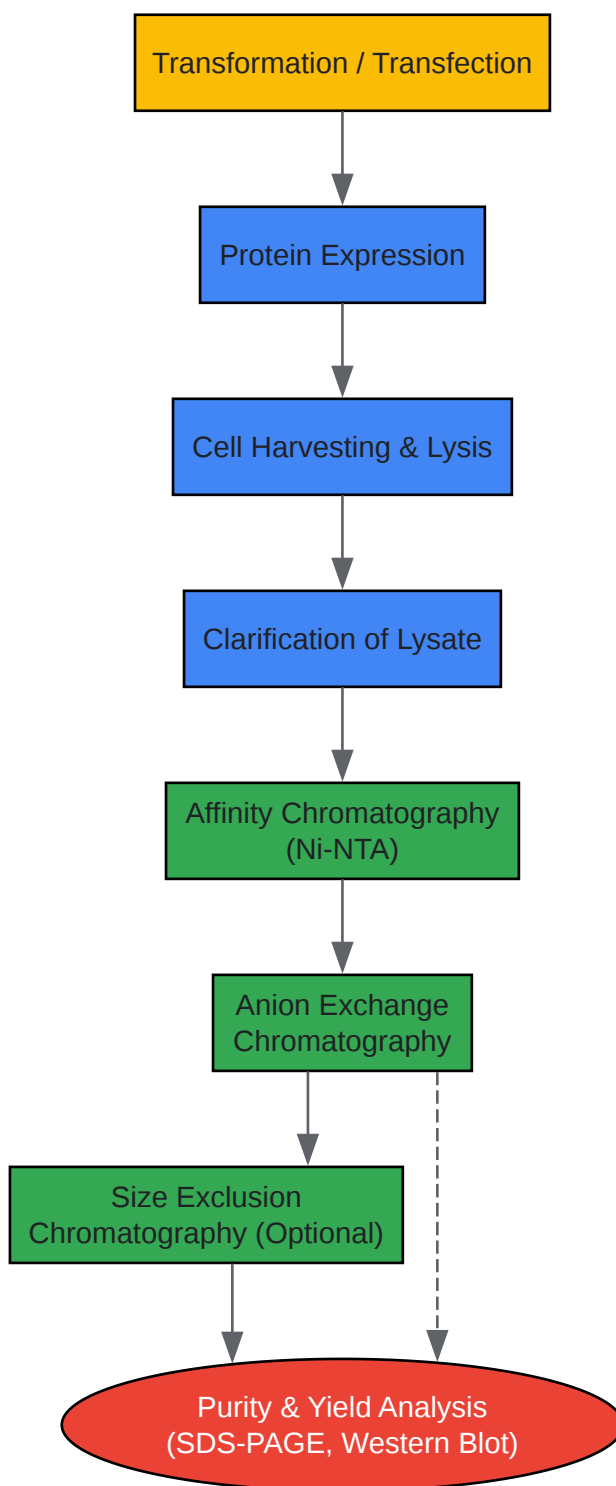 Transformation / Transfection
Protein Expression
Cell Harvesting & Lysis
Clarification of Lysate
Affinity Chromatography
(Ni-NTA)
Anion Exchange
Chromatography
Size Exclusion
Chromatography (Optional)
Purity & Yield Analysis
(SDS-PAGE, Western Blot)